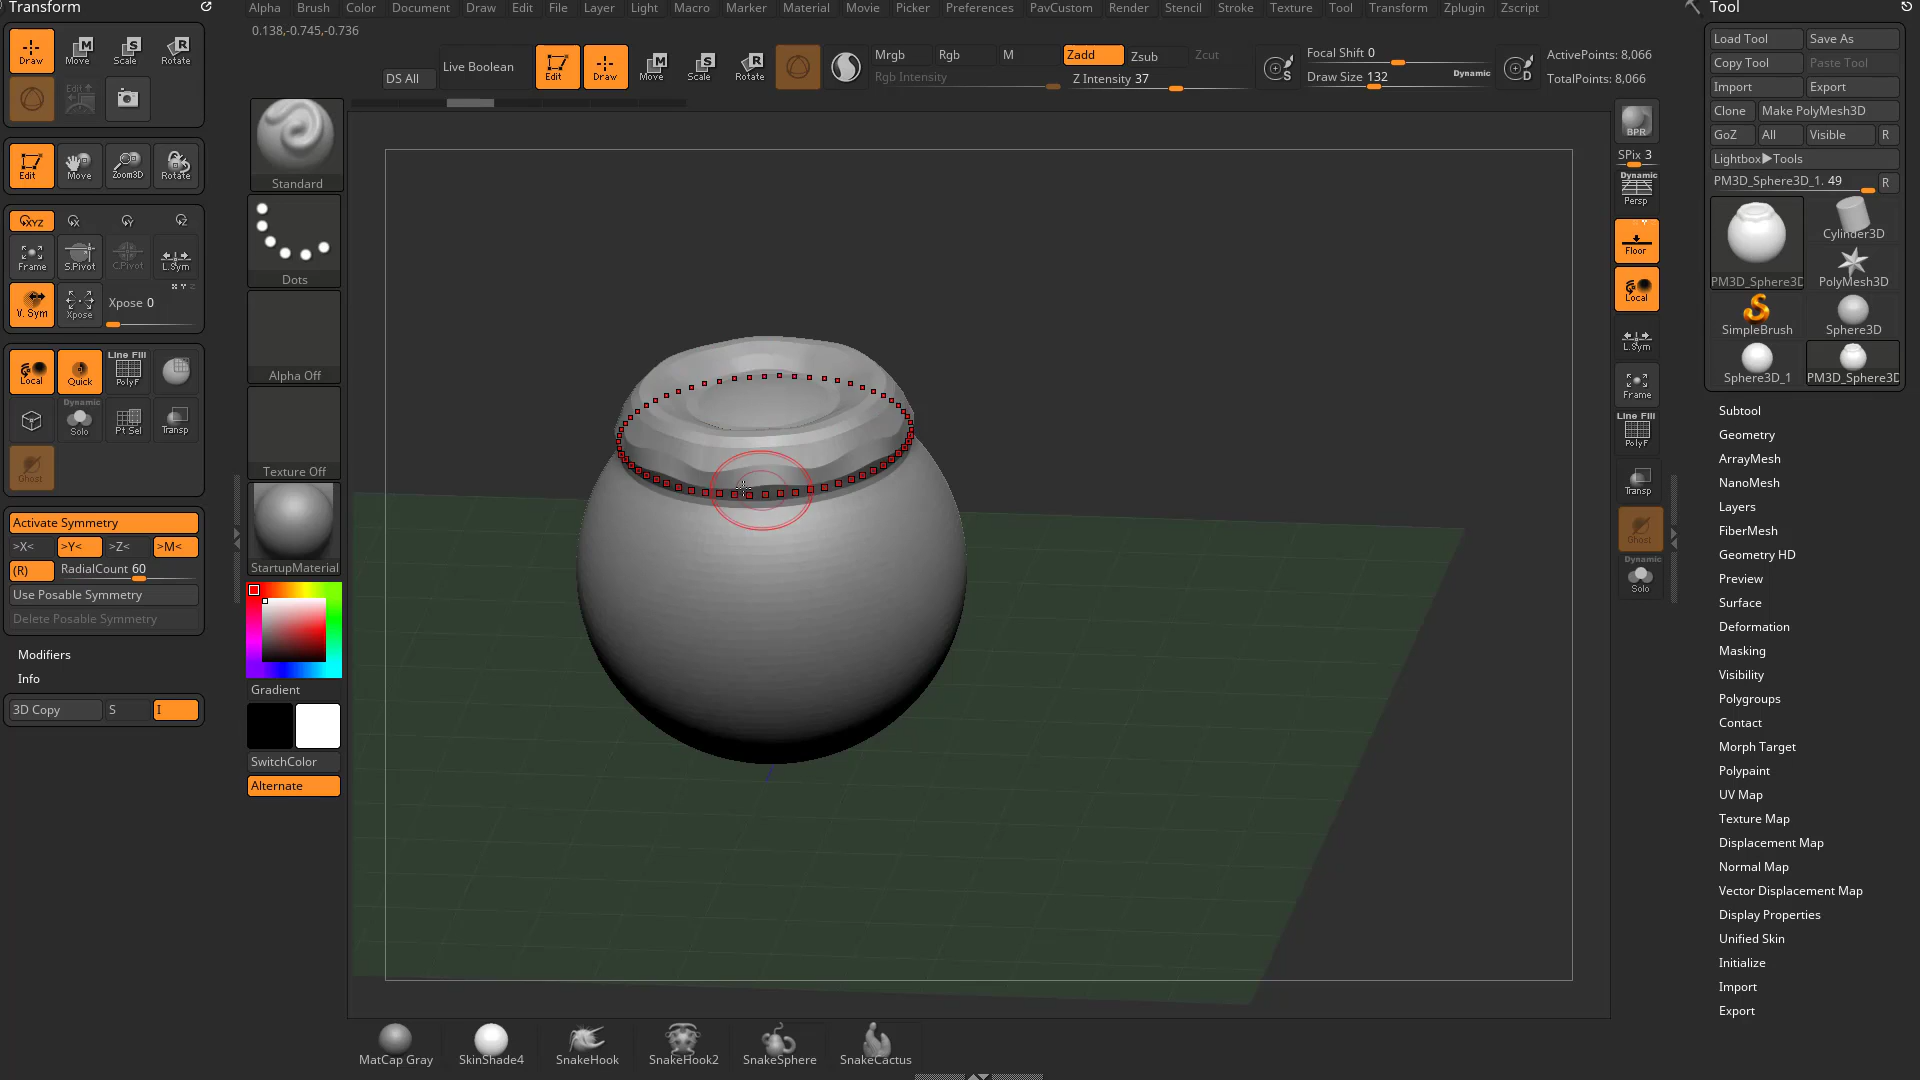 Transform
Alpha Brush Color Document Draw Edit File Layer Light Macro Marker Material Movie Picker Preferences PavCustom Render Stencil Stroke Texture Tool Transform Zplugin Zscript
Tool
0.138,-0.745,-0.736
Draw Move Scale Rotate
DS All
Live Boolean
Edit Draw Move Scale Rotate
Mrgb Rgb M
Rgb Intensity
Zadd Zsub Zcut
Z Intensity 37
Focal Shift 0
Draw Size 132
Dynamic
ActivePoints: 8,066
TotalPoints: 8,066
Edit
Edit Move Zoom3D Rotate
XYZ X Y Z
Frame S.Pivot C.Pivot L.Sym
V. Sym Xpose Xpose 0
Line Fill
Local Quick PolyF
Dynamic
Solo Pt Sel Transp
Ghost
Activate Symmetry
>X< >Y< >Z< >M<
(R) RadialCount 60
Use Posable Symmetry
Delete Posable Symmetry
Modifiers
Info
3D Copy S I
Standard
Dots
Alpha Off
Texture Off
StartupMaterial
Gradient
SwitchColor
Alternate
BPR
SPix 3
Dynamic
Persp
Floor
Local
L.Sym
Frame
Line Fill
PolyF
Transp
Ghost
Dynamic
Solo
Load Tool Save As
Copy Tool Paste Tool
Import Export
Clone Make PolyMesh3D
GoZ All Visible R
Lightbox▶Tools
PM3D_Sphere3D_1. 49 R
Cylinder3D
PM3D_Sphere3D PolyMesh3D
SimpleBrush Sphere3D
Sphere3D_1 PM3D_Sphere3D
Subtool
Geometry
ArrayMesh
NanoMesh
Layers
FiberMesh
Geometry HD
Preview
Surface
Deformation
Masking
Visibility
Polygroups
Contact
Morph Target
Polypaint
UV Map
Texture Map
Displacement Map
Normal Map
Vector Displacement Map
Display Properties
Unified Skin
Initialize
Import
Export
MatCap Gray SkinShade4 SnakeHook SnakeHook2 SnakeSphere SnakeCactus